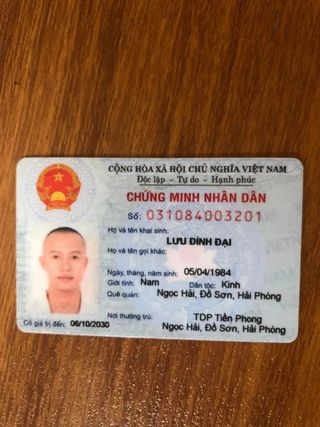 CỘNG HÒA XÃ HỘI CHỦ NGHĨA VIỆT NAM
Độc lập - Tự do - Hạnh phúc
CHỨNG MINH NHÂN DÂN
Số: 031084003201
Họ và tên khai sinh:
LƯU ĐÌNH ĐẠI
Họ và tên gọi khác:
Ngày, tháng, năm sinh: 05/04/1984
Giới tính: Nam Dân tộc: Kinh
Quê quán: Ngọc Hải, Đồ Sơn, Hải Phòng
Có giá trị đến: 06/10/2030
Nơi thường trú: TDP Tiền Phong
Ngọc Hải, Đồ Sơn, Hải Phòng